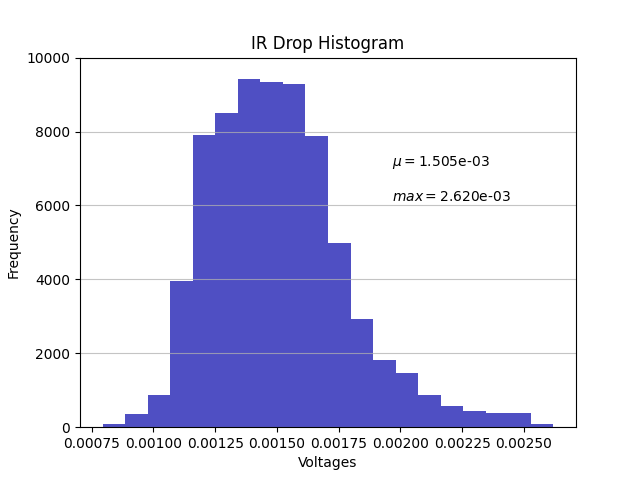 IR Drop Histogram
10000
8000
6000
4000
2000
0
Frequency
μ = 1.505e-03
max = 2.620e-03
0.00075 0.00100 0.00125 0.00150 0.00175 0.00200 0.00225 0.00250
Voltages